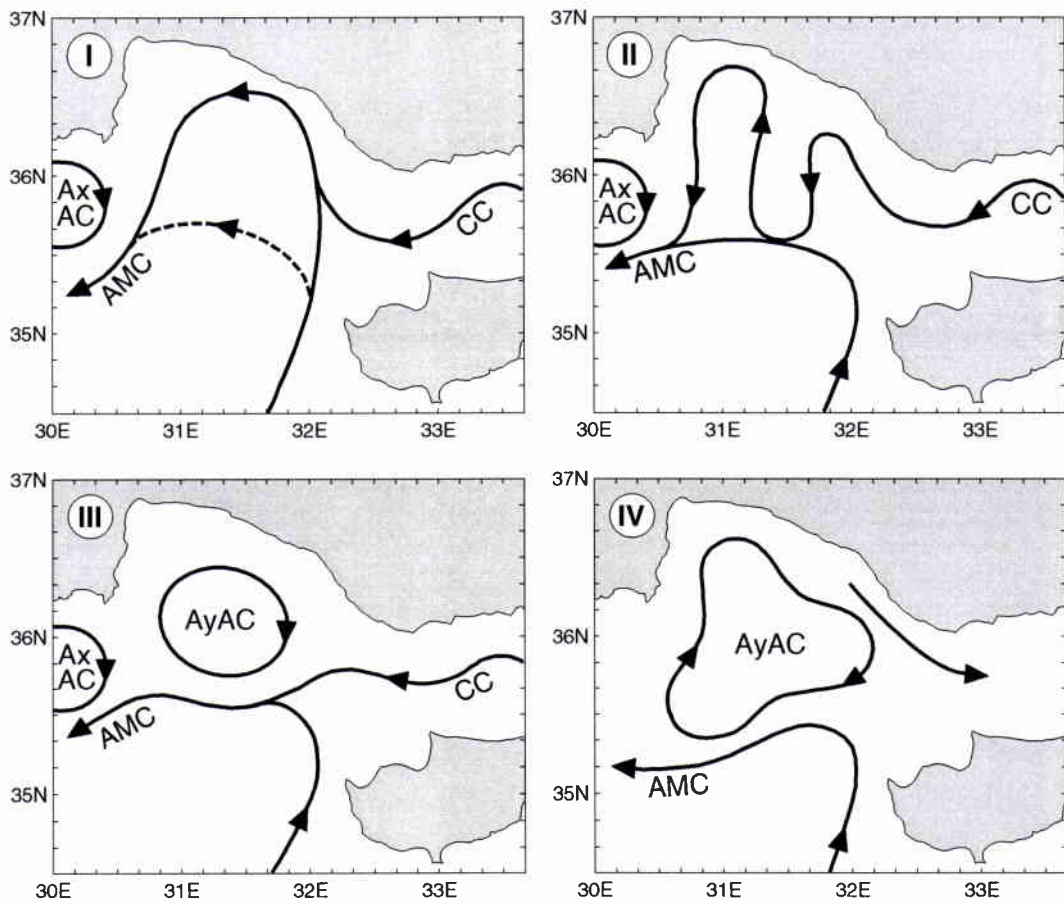 37N
I
36N
Ax
AC
CC
AMC
35N
30E 31E 32E 33E
37N
II
36N
Ax
AC
CC
AMC
35N
30E 31E 32E 33E
37N
III
AyAC
36N
Ax
AC
CC
AMC
35N
30E 31E 32E 33E
37N
IV
36N
AyAC
35N
AMC
30E 31E 32E 33E